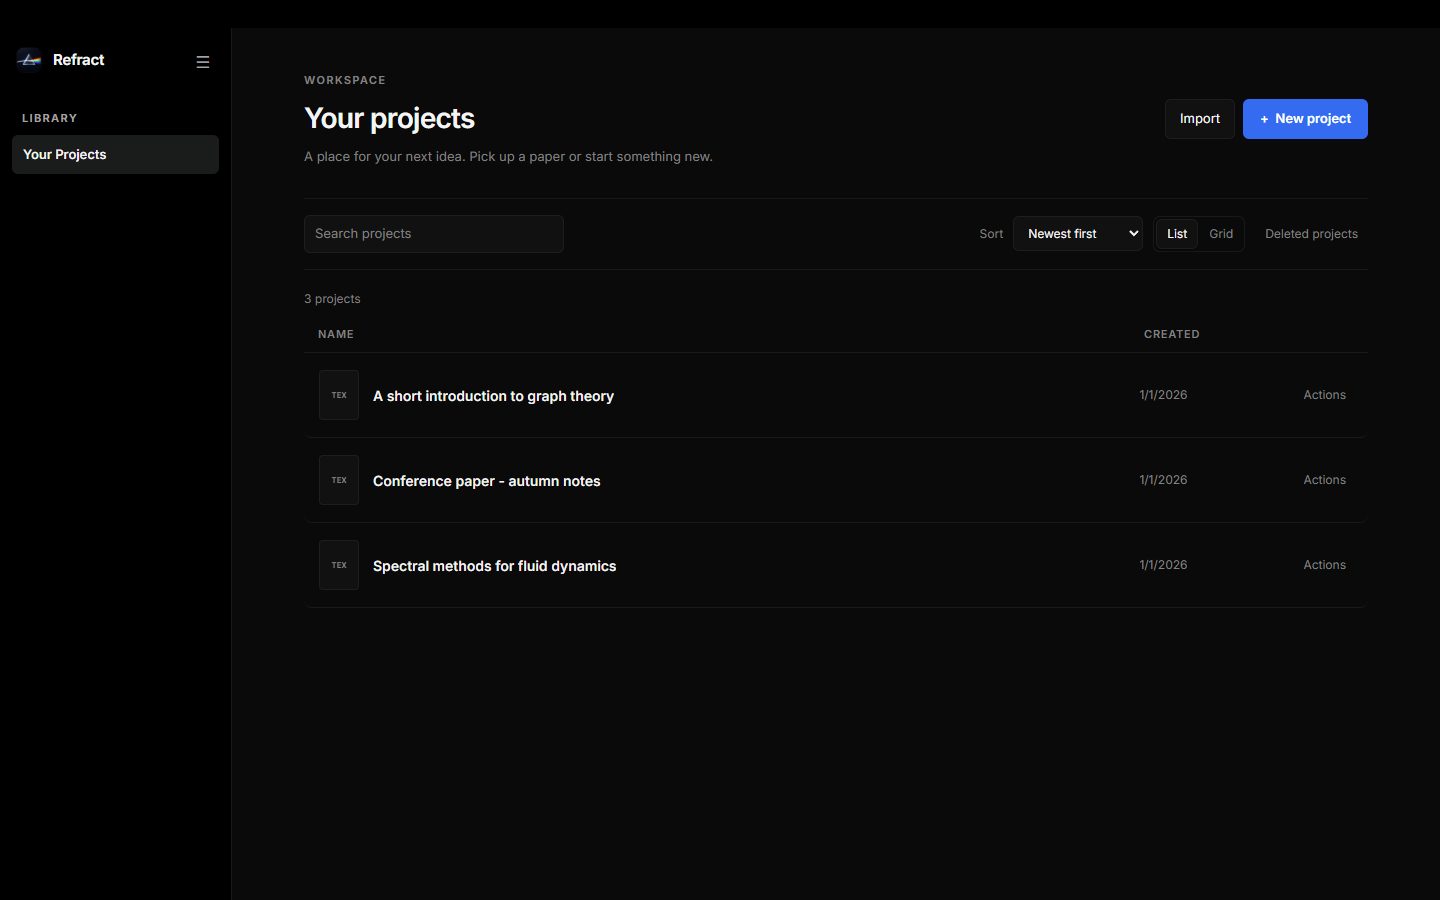 Refract
LIBRARY
Your Projects
WORKSPACE
Your projects
A place for your next idea. Pick up a paper or start something new.
Import
+ New project
Search projects
Sort
Newest first
List
Grid
Deleted projects
3 projects
NAME
CREATED
TEX
A short introduction to graph theory
1/1/2026
Actions
TEX
Conference paper - autumn notes
1/1/2026
Actions
TEX
Spectral methods for fluid dynamics
1/1/2026
Actions